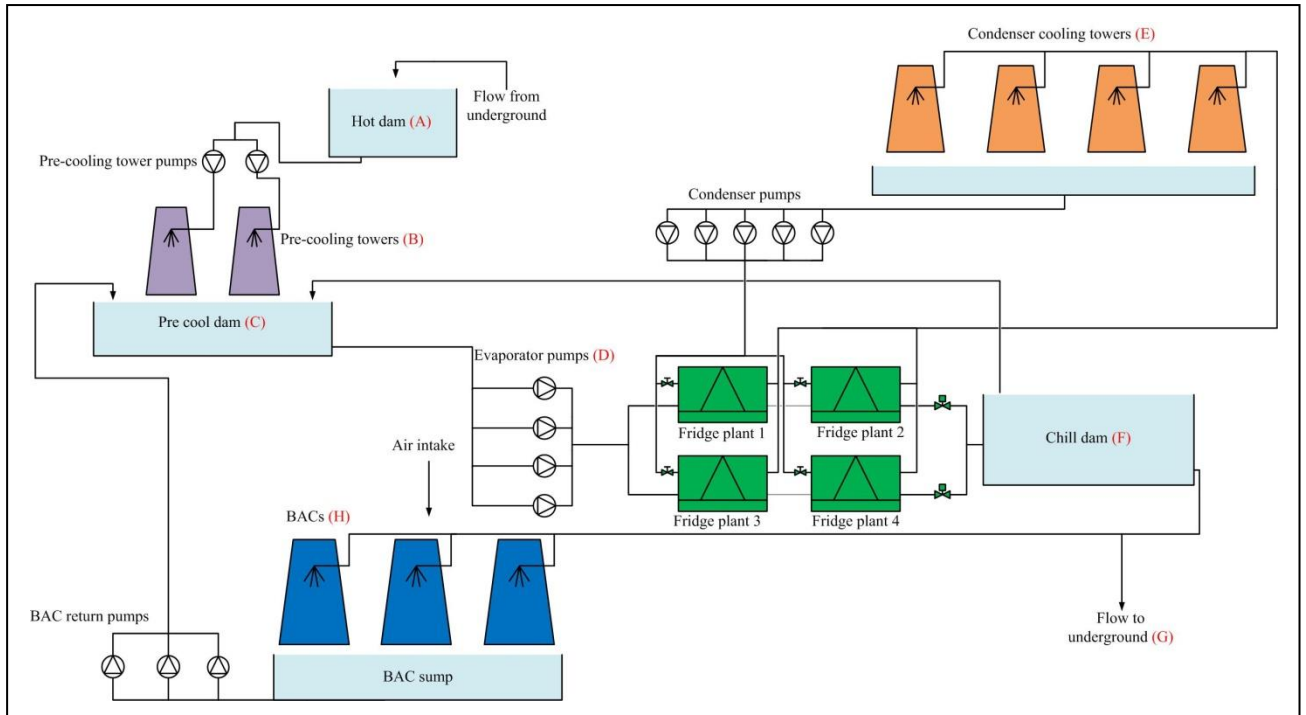 Condenser cooling towers (E)
Flow from
underground
Hot dam (A)
Pre-cooling tower pumps
Condenser pumps
Pre-cooling towers (B)
Pre cool dam (C)
Evaporator pumps (D)
Fridge plant 1
Fridge plant 2
Chill dam (F)
Air intake
Fridge plant 3
Fridge plant 4
BACs (H)
BAC return pumps
Flow to
underground (G)
BAC sump